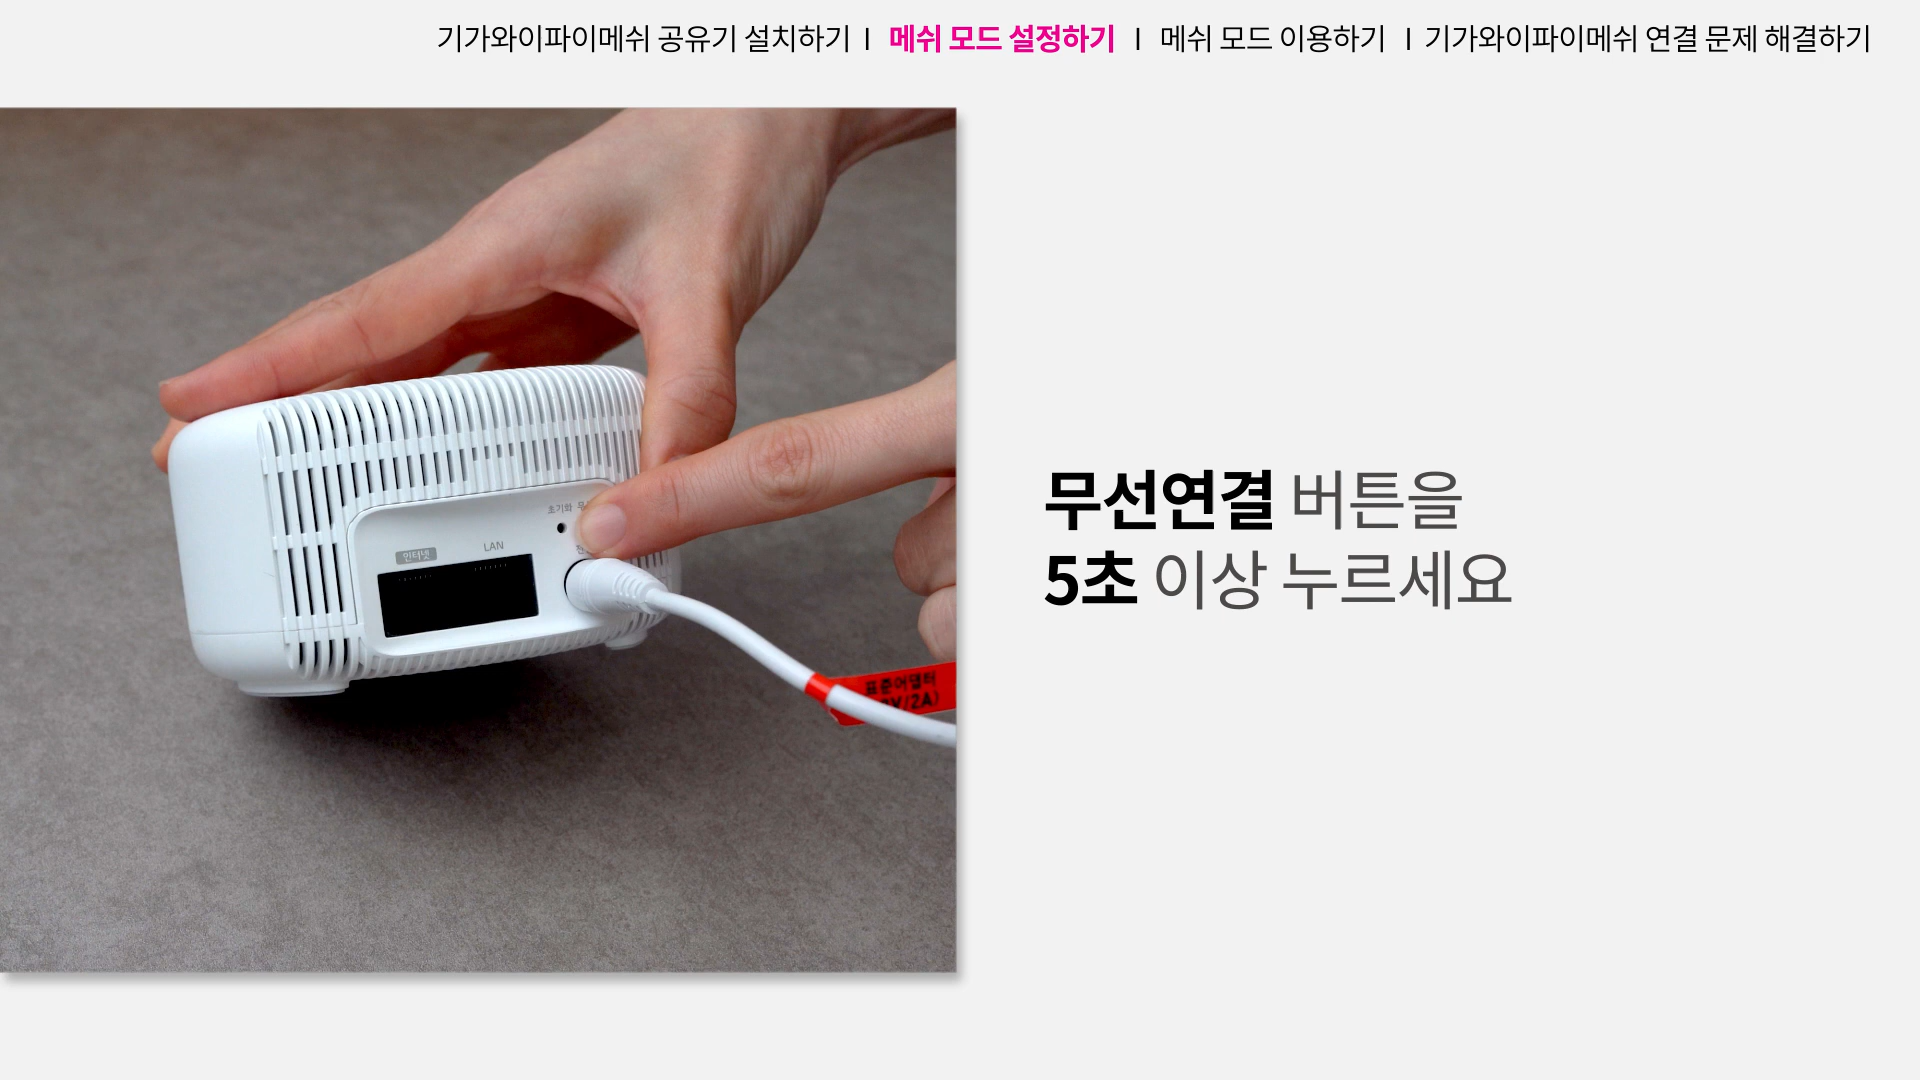 기가와이파이메쉬 공유기 설치하기 I 메쉬 모드 설정하기 I 메쉬 모드 이용하기 I 기가와이파이메쉬 연결 문제 해결하기
무선연결 버튼을
5초 이상 누르세요
초기화
인터넷 LAN
표준어댑터
V/2A)